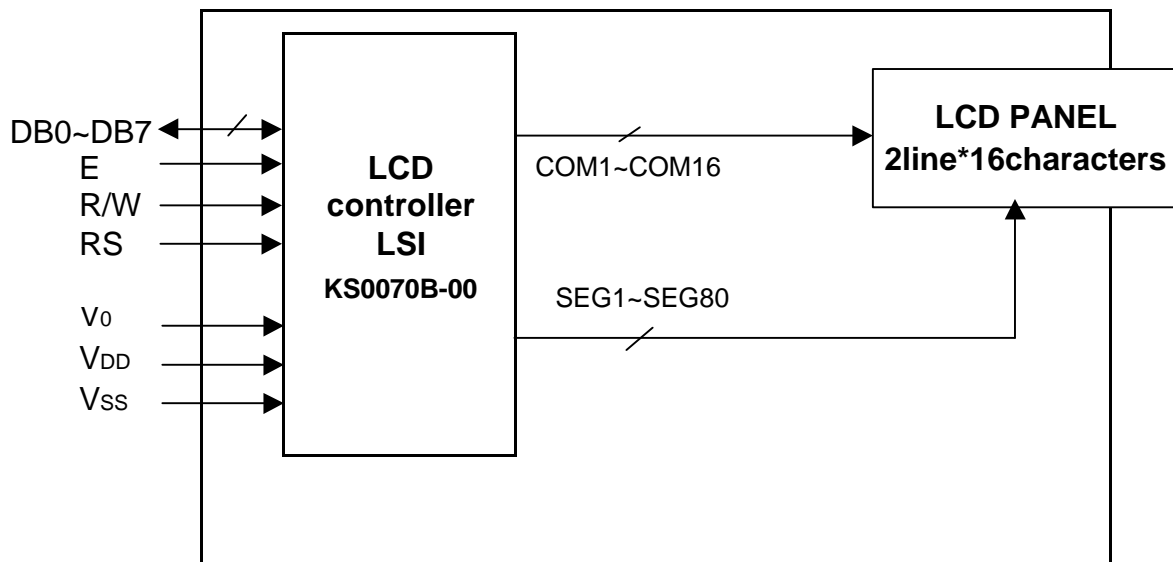 DB0~DB7
E
R/W
RS
V0
VDD
VSS
LCD
controller
LSI
KS0070B-00
COM1~COM16
SEG1~SEG80
LCD PANEL
2line*16characters